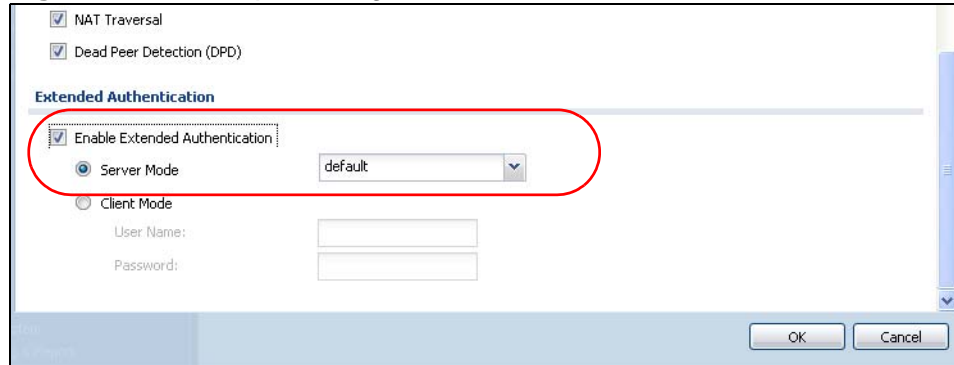 NAT Traversal
Dead Peer Detection (DPD)
Extended Authentication
Enable Extended Authentication
Server Mode
default
Client Mode
User Name:
Password:
OK
Cancel